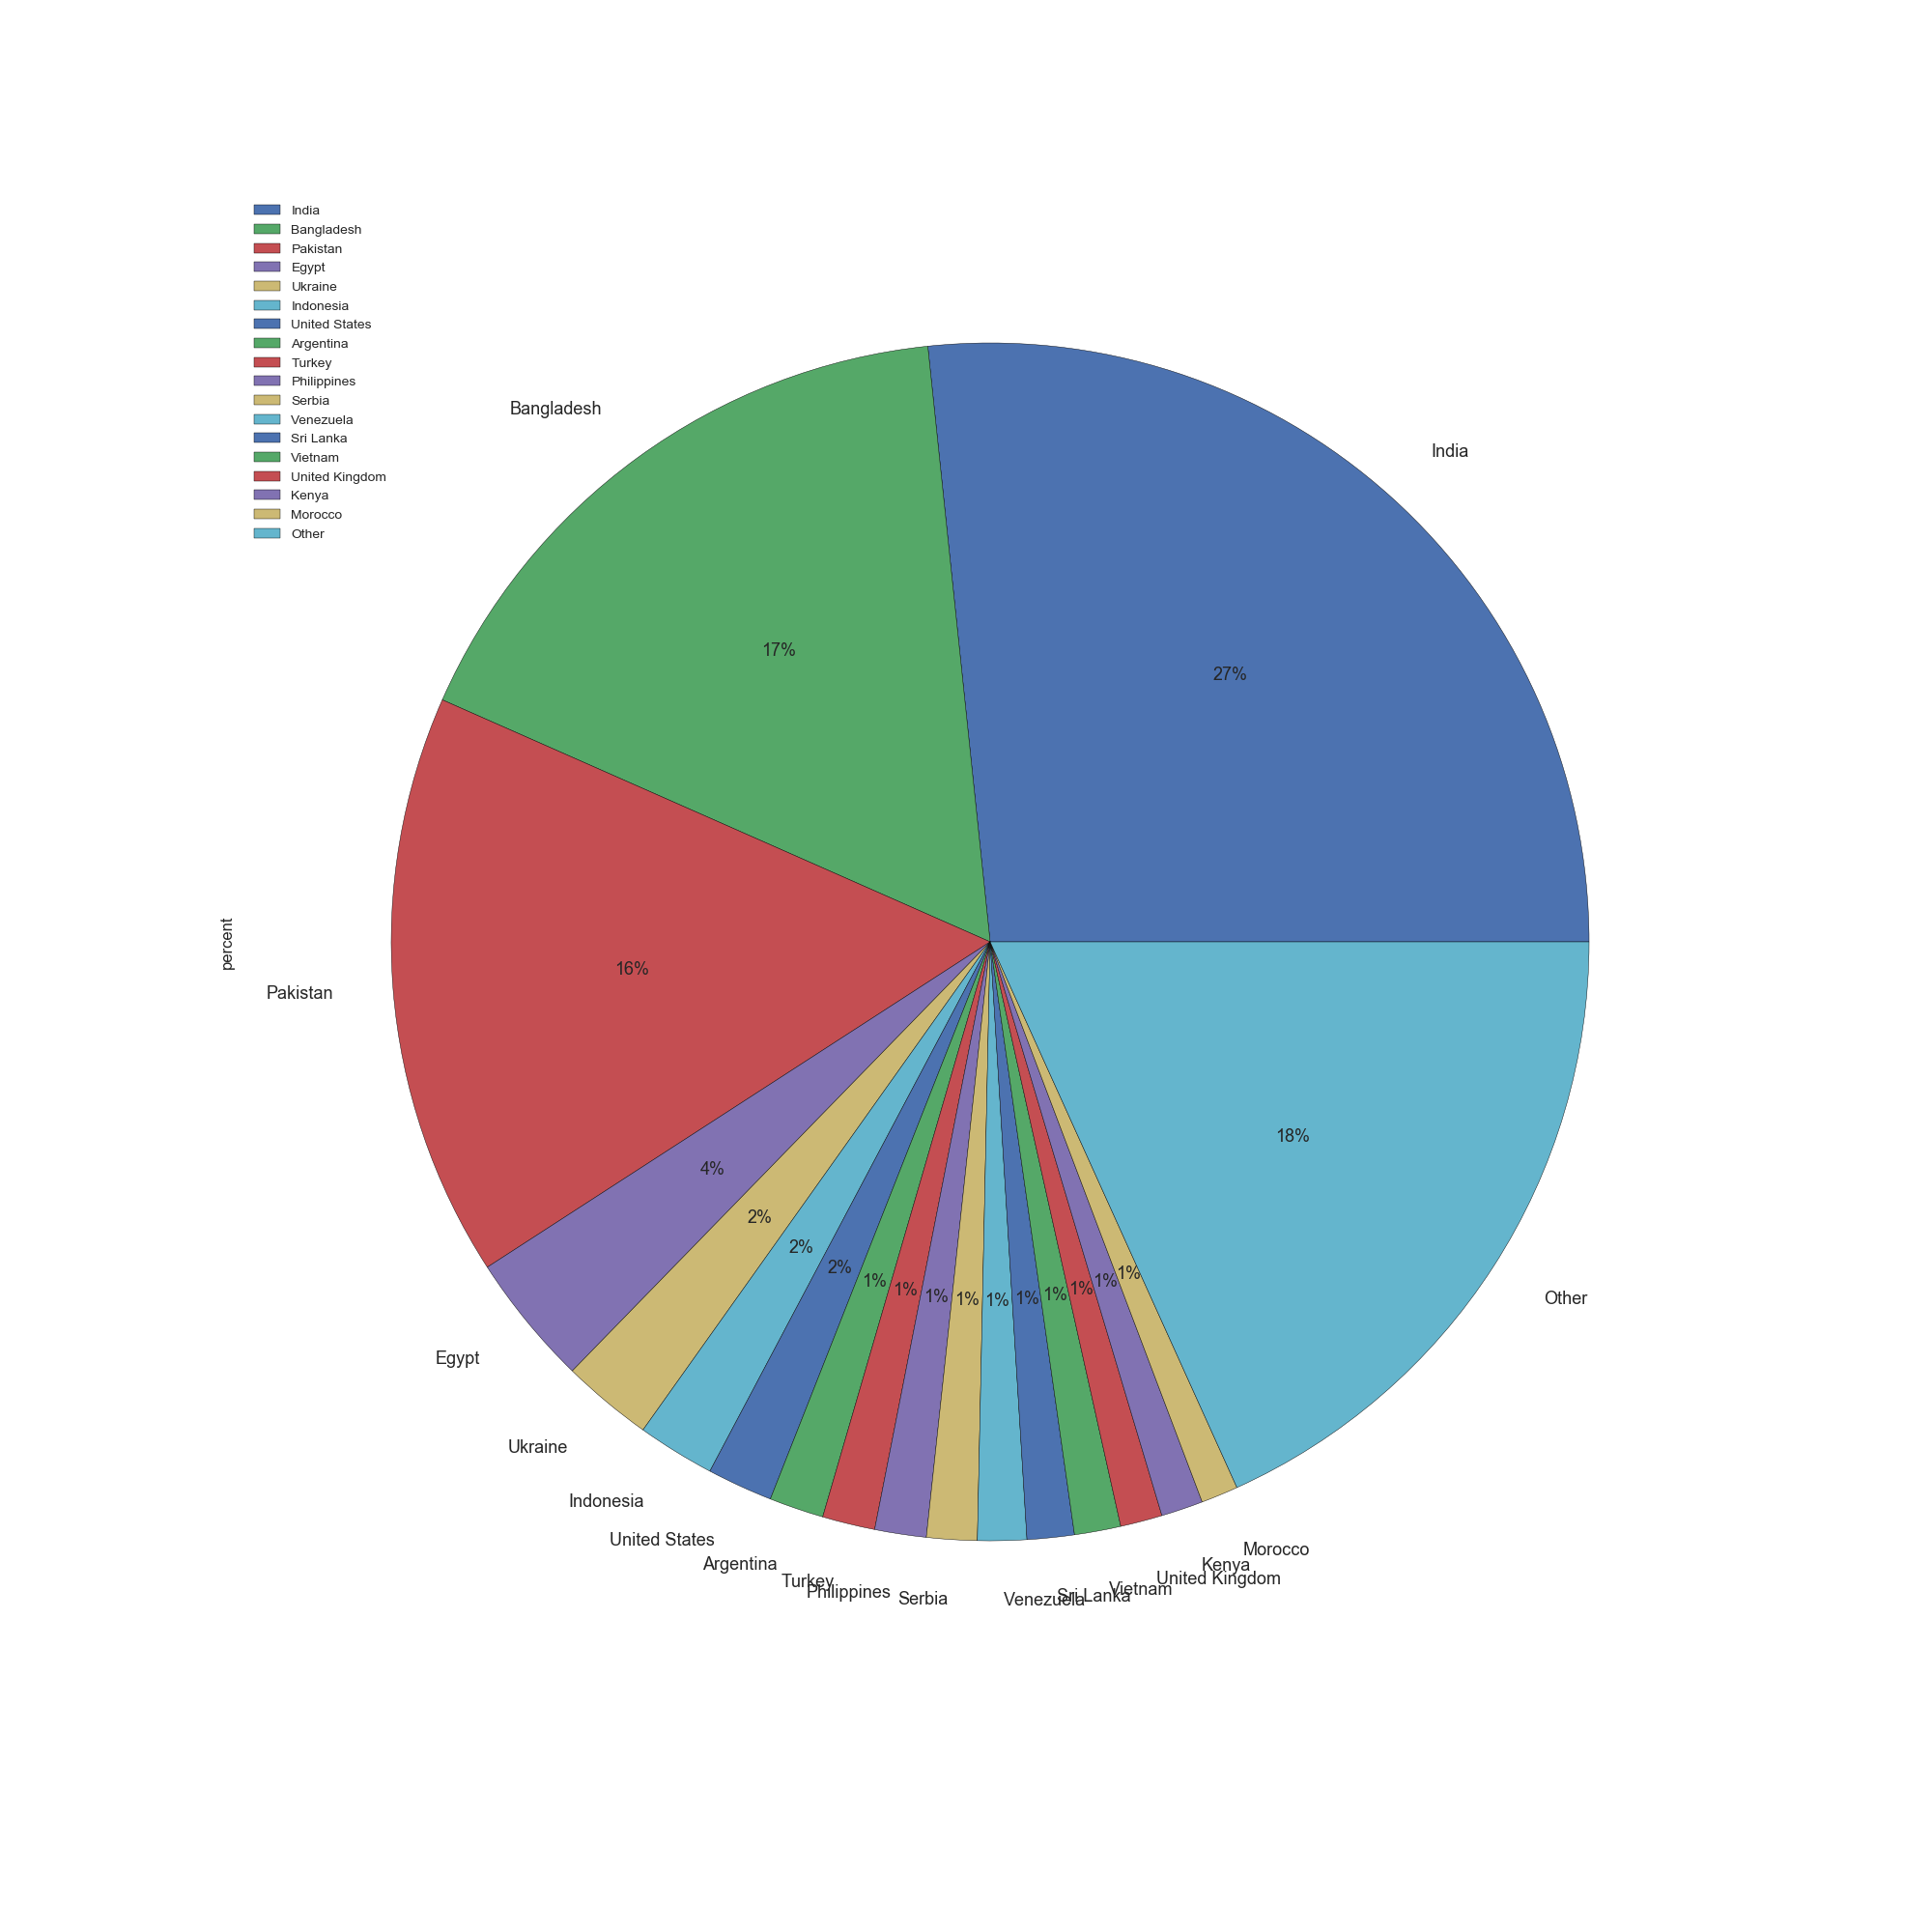 India
Bangladesh
Pakistan
Egypt
Ukraine
Indonesia
United States
Argentina
Turkey
Philippines
Serbia
Venezuela
Sri Lanka
Vietnam
United Kingdom
Kenya
Morocco
Other
Bangladesh
India
17%
27%
percent
16%
Pakistan
18%
4%
2%
2%
2%
1%
1%
1%
1%
1%
1%
1%
1%
1%
1%
Other
Egypt
Ukraine
Indonesia
United States
Argentina
Turkey
Philippines
Serbia
Venezuela
Sri Lanka
Vietnam
United Kingdom
Kenya
Morocco